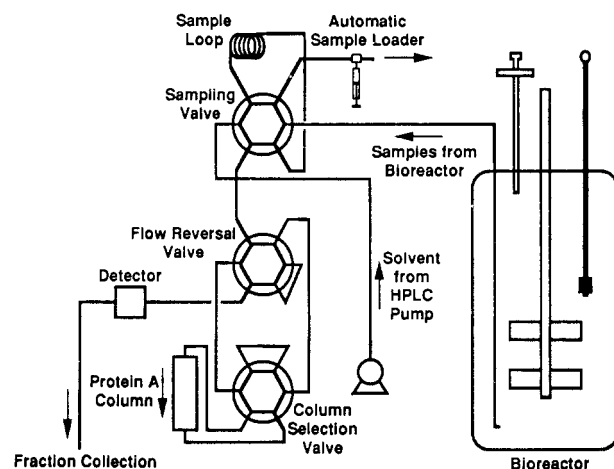 Sample
Loop
Automatic
Sample Loader
Sampling
Valve
Samples from
Bioreactor
Flow Reversal
Valve
Solvent
from
HPLC
Pump
Detector
Protein A
Column
Column
Selection
Valve
Fraction Collection
Bioreactor